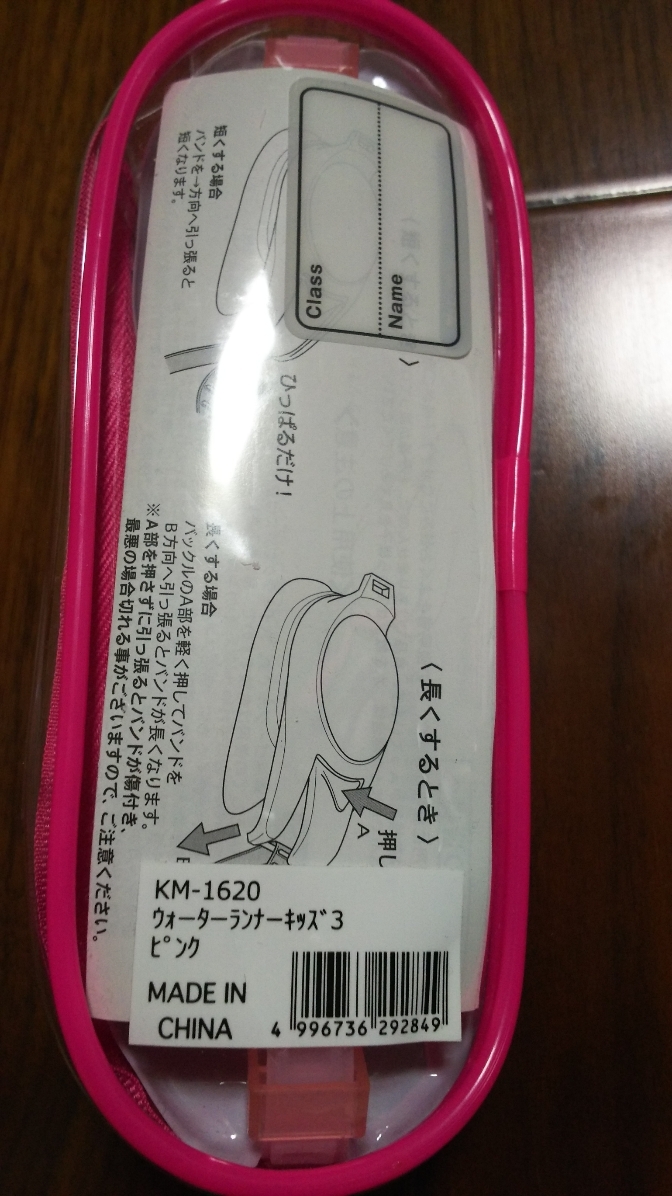 Class
Name
短くする場合
バンドを→方向へ引っ張ると
短くなります。
ひっぱるだけ!
長くする場合
バックルのA部を軽く押してバンドを
B方向へ引っ張るとバンドが長くなります。
※A部を押さずに引っ張るとバンドが傷付き、
最悪の場合切れる事がございますので、ご注意ください。
〈長くするとき〉
押し
A
KM-1620
ウォーターランナーキッズ3
ピンク
MADE IN
CHINA
4 996736 292849